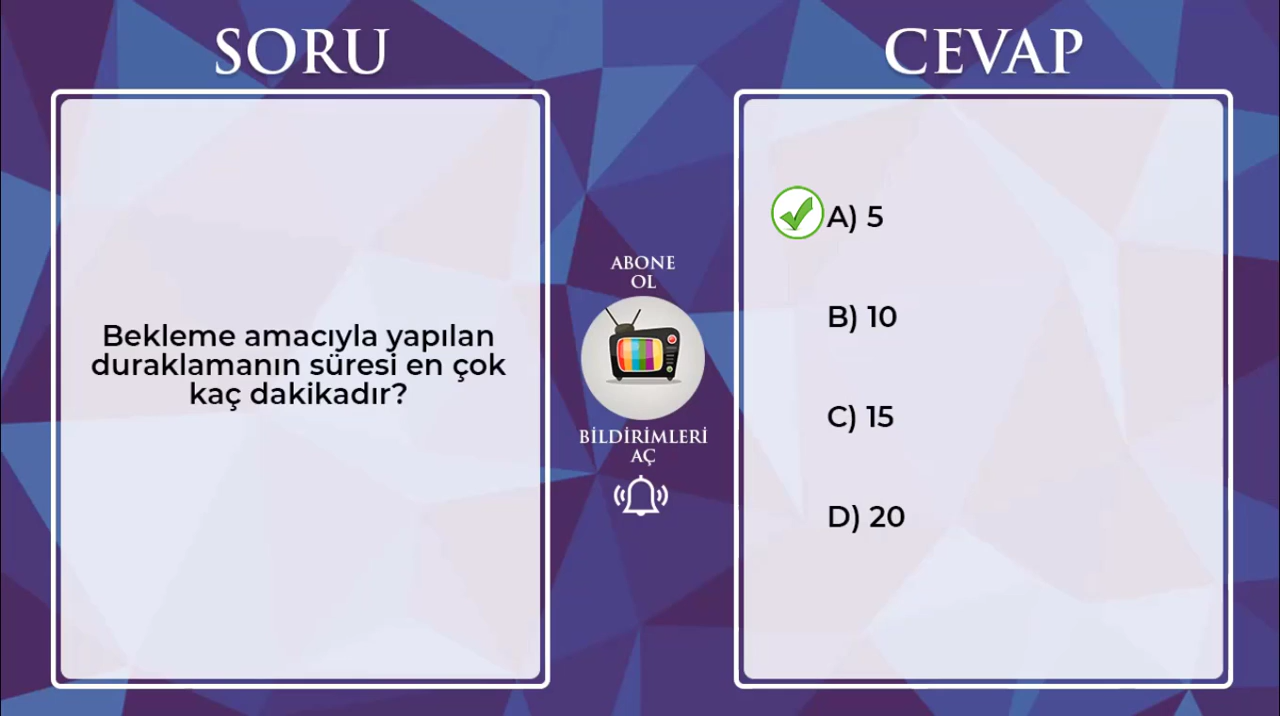 SORU
Bekleme amacıyla yapılan
duraklamanın süresi en çok
kaç dakikadır?
ABONE
OL
BİLDİRİMLERİ
AÇ
CEVAP
A) 5
B) 10
C) 15
D) 20